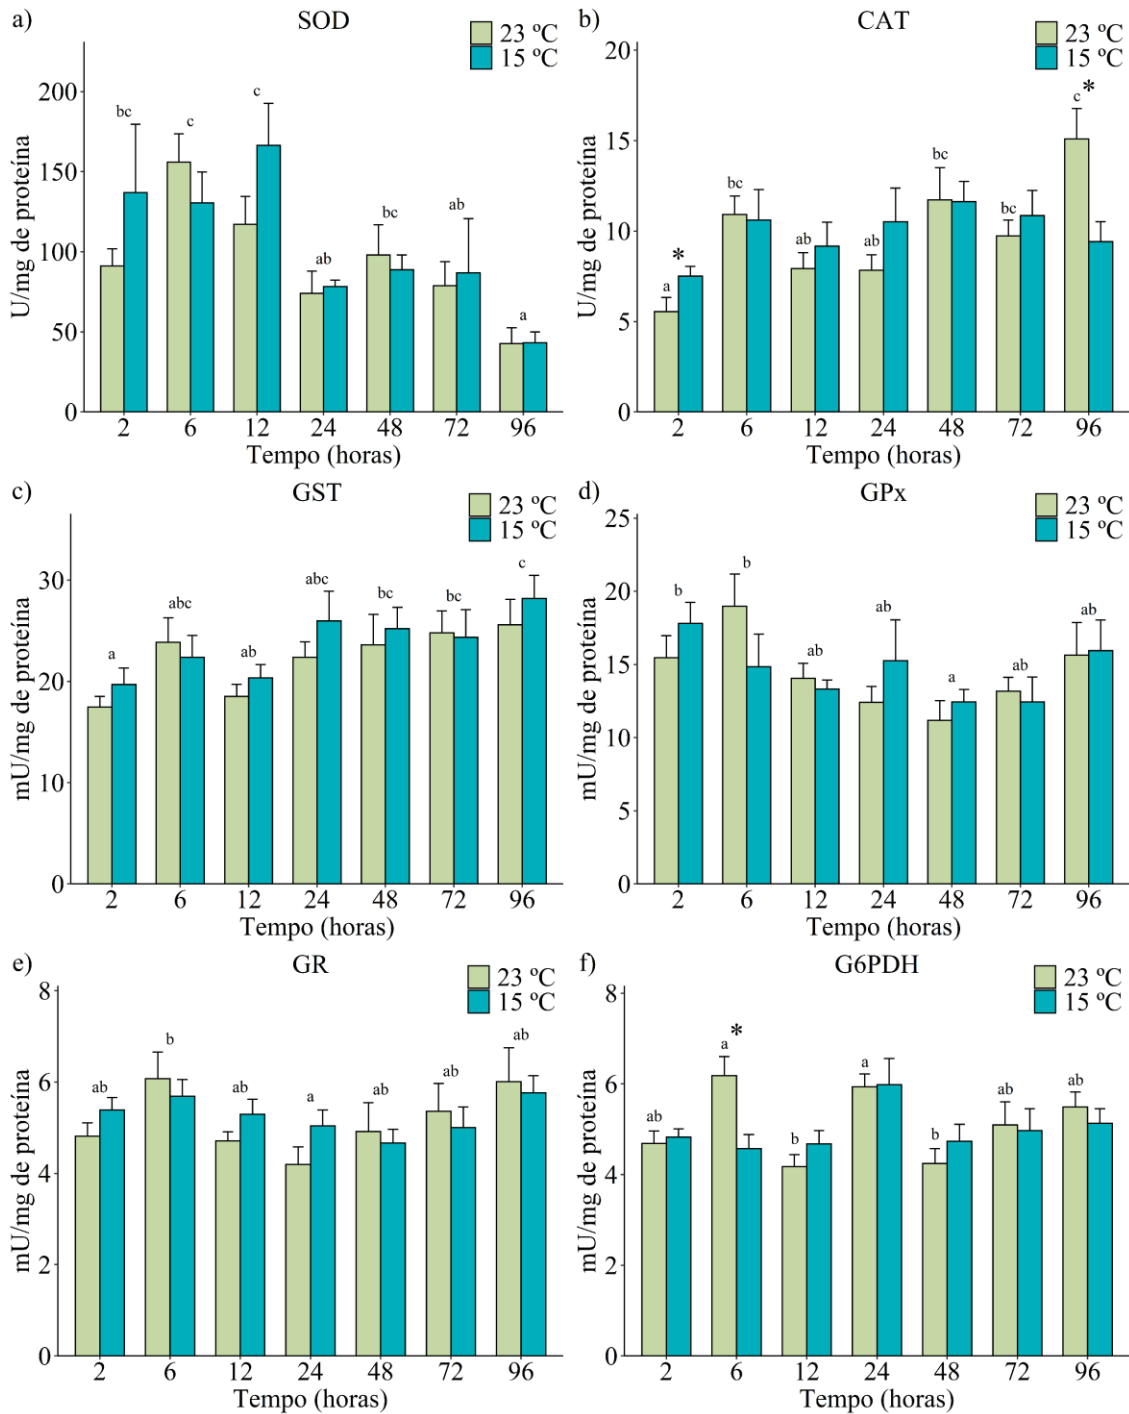 a) SOD
23 ºC
15 ºC
U/mg de proteína
200
150
100
50
0
bc c c ab bc ab a
2 6 12 24 48 72 96
Tempo (horas)
b) CAT
23 ºC
15 ºC
U/mg de proteína
20
15
10
5
0
a * bc ab ab bc bc c *
2 6 12 24 48 72 96
Tempo (horas)
c) GST
23 ºC
15 ºC
mU/mg de proteína
30
20
10
0
a abc ab abc bc bc c
2 6 12 24 48 72 96
Tempo (horas)
d) GPx
23 ºC
15 ºC
mU/mg de proteína
25
20
15
10
5
0
b b ab ab a ab ab
2 6 12 24 48 72 96
Tempo (horas)
e) GR
23 ºC
15 ºC
mU/mg de proteína
8
6
4
2
0
ab b ab a ab ab ab
2 6 12 24 48 72 96
Tempo (horas)
f) G6PDH
23 ºC
15 ºC
mU/mg de proteína
8
6
4
2
0
ab a * b a b ab ab
2 6 12 24 48 72 96
Tempo (horas)